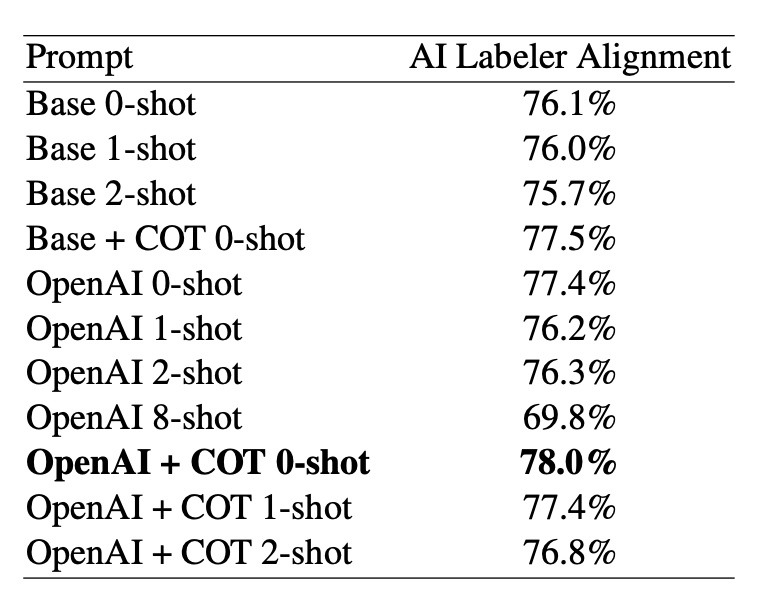 Prompt AI Labeler Alignment
Base 0-shot 76.1%
Base 1-shot 76.0%
Base 2-shot 75.7%
Base + COT 0-shot 77.5%
OpenAI 0-shot 77.4%
OpenAI 1-shot 76.2%
OpenAI 2-shot 76.3%
OpenAI 8-shot 69.8%
OpenAI + COT 0-shot 78.0%
OpenAI + COT 1-shot 77.4%
OpenAI + COT 2-shot 76.8%